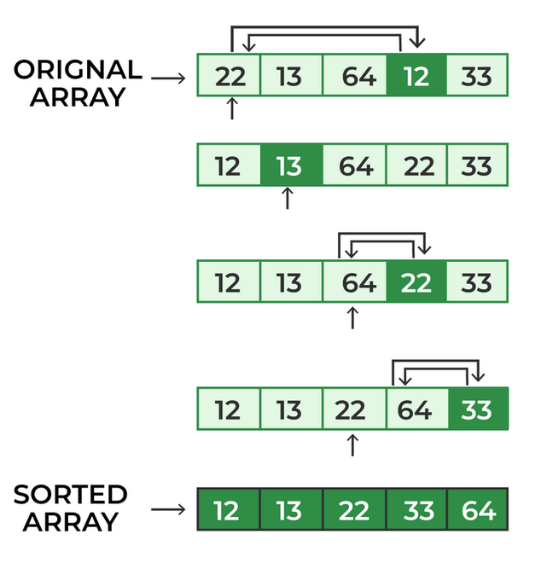 ORIGNAL
ARRAY
22 13 64 12 33
12 13 64 22 33
12 13 64 22 33
12 13 22 64 33
SORTED
ARRAY
12 13 22 33 64